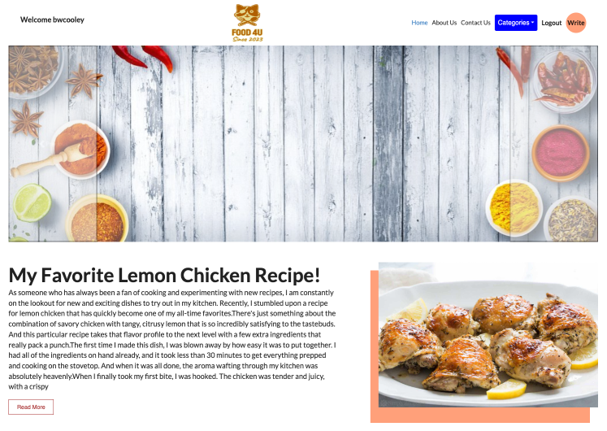 Welcome bwcooley
FOOD 4U
Since 2023
Home About Us Contact Us Categories Logout Write
My Favorite Lemon Chicken Recipe!
As someone who has always been a fan of cooking and experimenting with new recipes, I am constantly
on the lookout for new and exciting dishes to try out in my kitchen. Recently, I stumbled upon a recipe
for lemon chicken that has quickly become one of my all-time favorites.There's just something about the
combination of savory chicken with tangy, citrusy lemon that is so incredibly satisfying to the tastebuds.
And this particular recipe takes that flavor profile to the next level with a few extra ingredients that
really pack a punch.The first time I made this dish, I was blown away by how easy it was to put together. I
had all of the ingredients on hand already, and it took less than 30 minutes to get everything prepped
and cooking on the stovetop. And when it was all done, the aroma wafting through my kitchen was
absolutely heavenly.When I finally took my first bite, I was hooked. The chicken was tender and juicy,
with a crispy
Read More